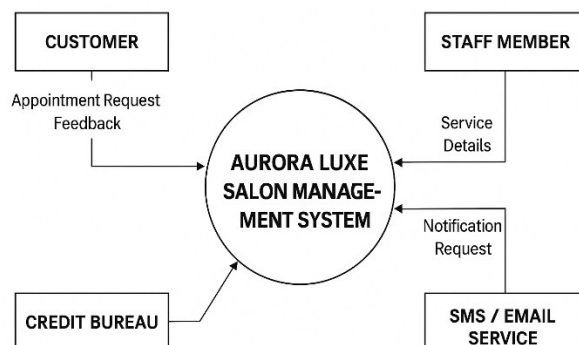 CUSTOMER
STAFF MEMBER
Appointment Request
Feedback
Service
Details
AURORA LUXE
SALON MANAGE-
MENT SYSTEM
Notification
Request
CREDIT BUREAU
SMS / EMAIL
SERVICE